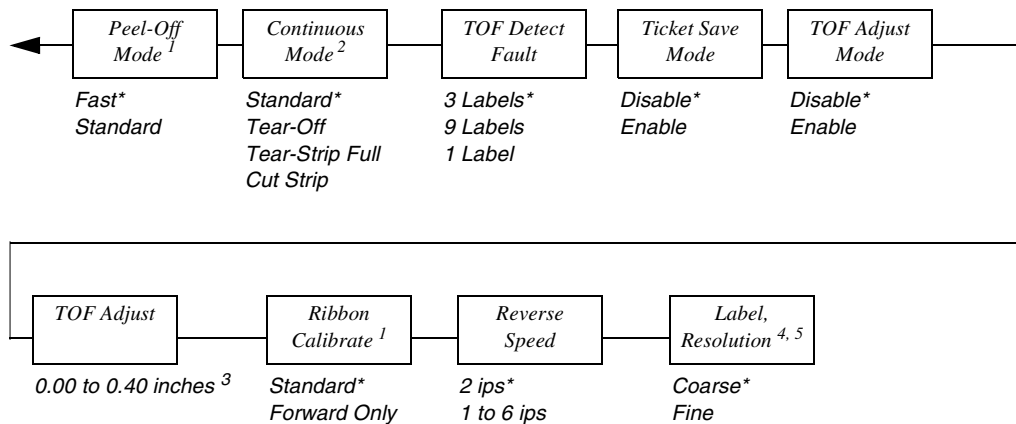 Peel-Off
Mode 1
Fast*
Standard
Continuous
Mode 2
Standard*
Tear-Off
Tear-Strip Full
Cut Strip
TOF Detect
Fault
3 Labels*
9 Labels
1 Label
Ticket Save
Mode
Disable*
Enable
TOF Adjust
Mode
Disable*
Enable
TOF Adjust
0.00 to 0.40 inches 3
Ribbon
Calibrate 1
Standard*
Forward Only
Reverse
Speed
2 ips*
1 to 6 ips
Label,
Resolution 4, 5
Coarse*
Fine